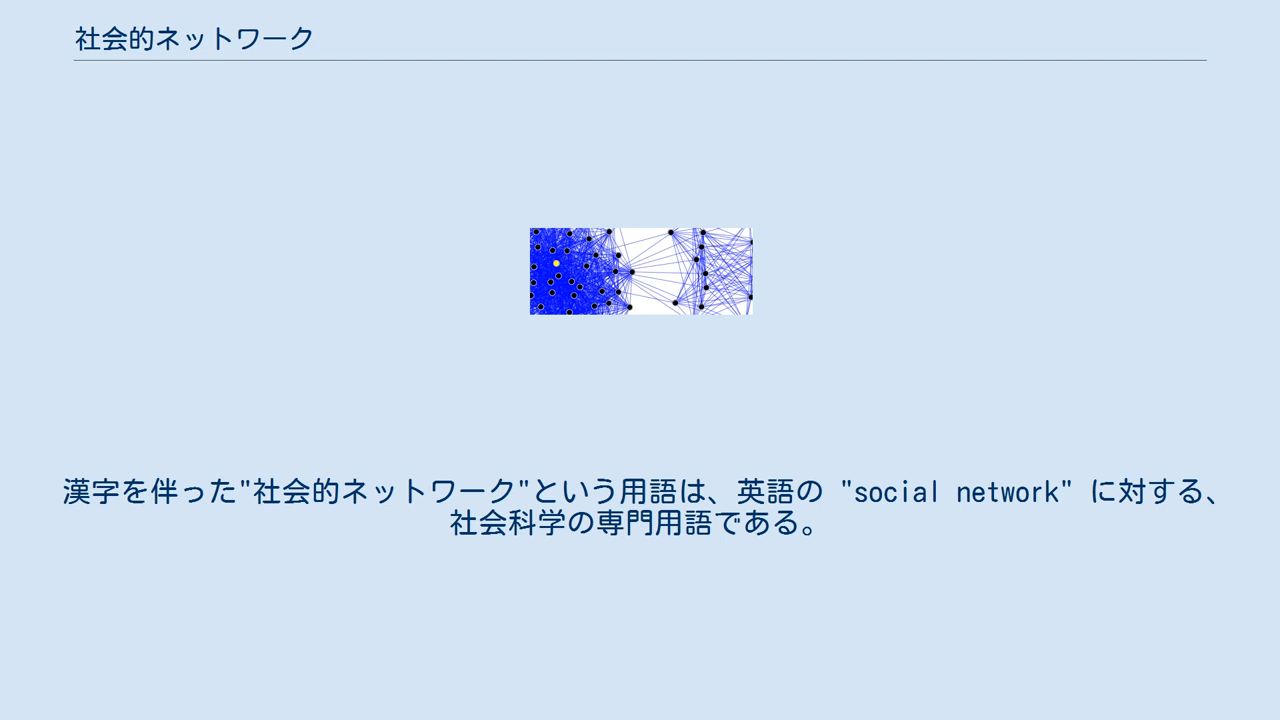 社会的ネットワーク
漢字を伴った"社会的ネットワーク"という用語は、英語の "social network" に対する、
社会科学の専門用語である。